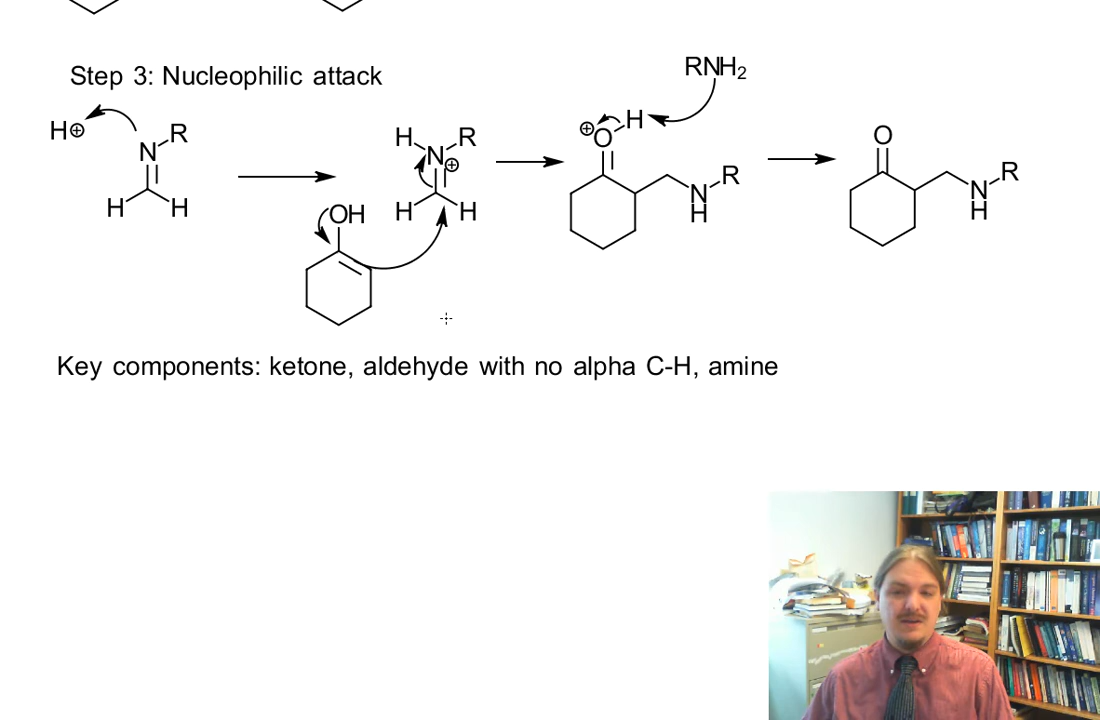 Step 3: Nucleophilic attack
RNH₂
H⊕
N R
H H
H N R
⊕
H H
OH
⊕ O H
N R
H
O
N R
H
Key components: ketone, aldehyde with no alpha C-H, amine